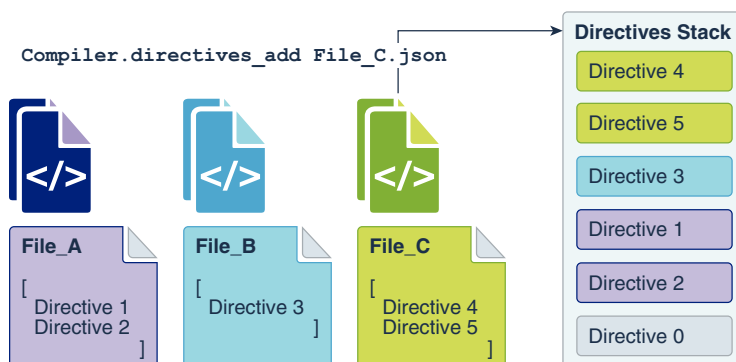 Compiler.directives_add File_C.json
</>
</>
</>
File_A
[
Directive 1
Directive 2
]
File_B
[
Directive 3
]
File_C
[
Directive 4
Directive 5
]
Directives Stack
Directive 4
Directive 5
Directive 3
Directive 1
Directive 2
Directive 0